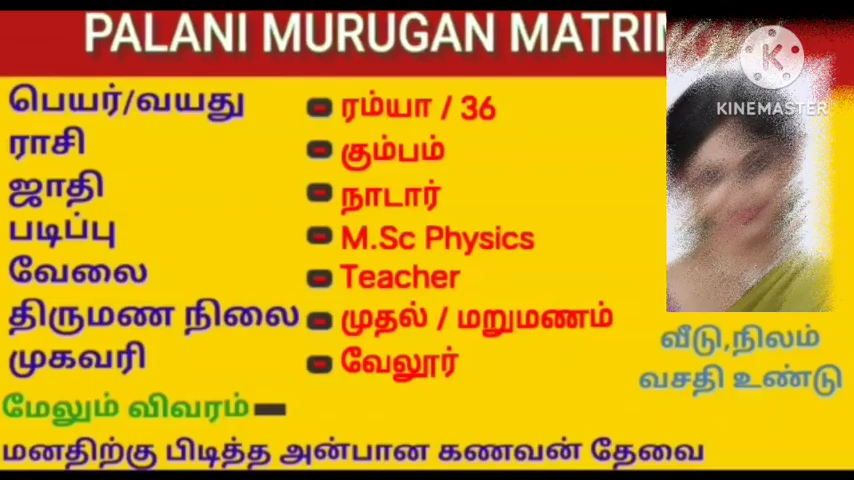 PALANI MURUGAN MATRIM
KINEMASTER
பெயர்/வயது - ரம்யா / 36
ராசி - கும்பம்
ஜாதி - நாடார்
படிப்பு - M.Sc Physics
வேலை - Teacher
திருமண நிலை - முதல் / மறுமணம்
முகவரி - வேலூர்
வீடு,நிலம்
வசதி உண்டு
மேலும் விவரம் -
மனதிற்கு பிடித்த அன்பான கணவன் தேவை